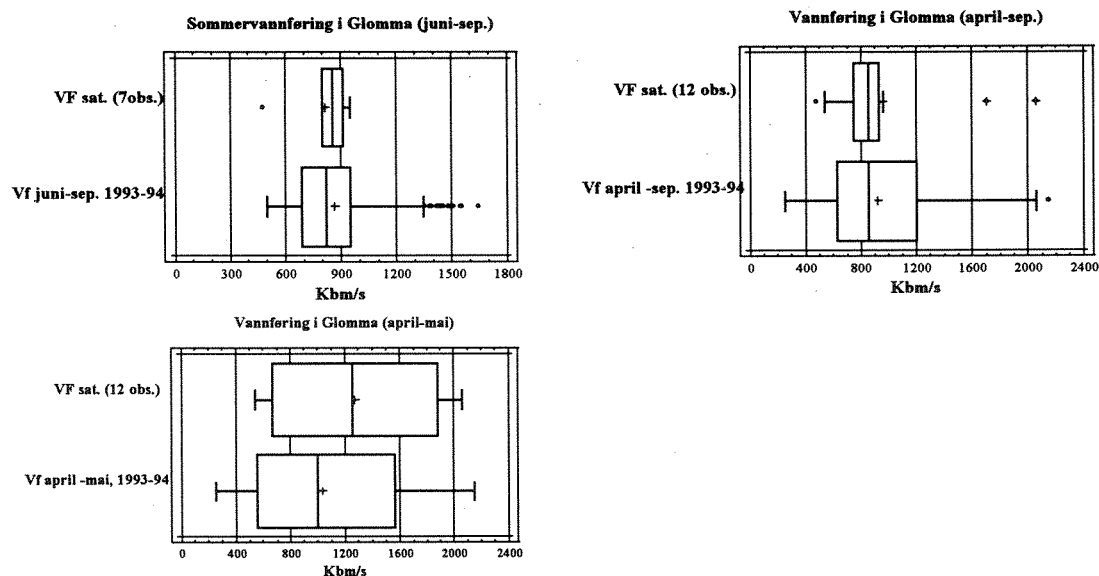 Sommervannføring i Glomma (juni-sep.)
VF sat. (7obs.)
Vf juni-sep. 1993-94
0 300 600 900 1200 1500 1800
Kbm/s
Vannføring i Glomma (april-sep.)
VF sat. (12 obs.)
Vf april -sep. 1993-94
0 400 800 1200 1600 2000 2400
Kbm/s
Vannføring i Glomma (april-mai)
VF sat. (12 obs.)
Vf april -mai, 1993-94
0 400 800 1200 1600 2000 2400
Kbm/s